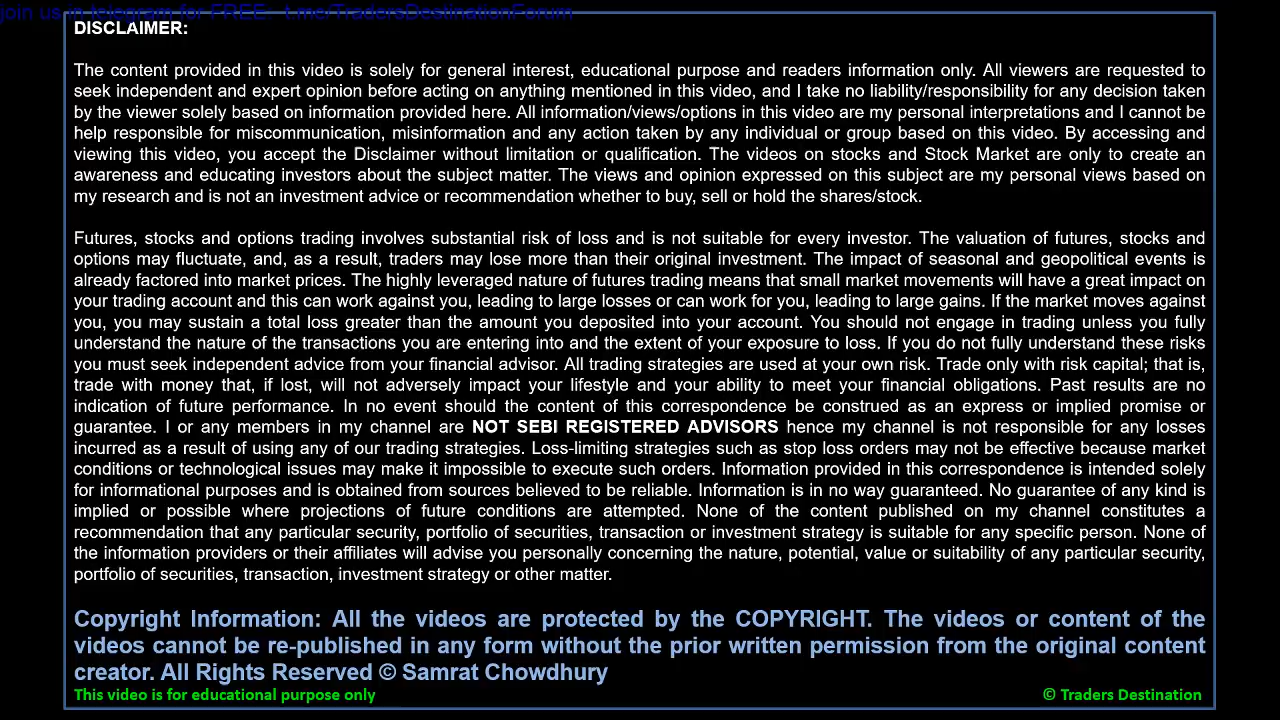 join us in telegram for FREE: t.me/TradersDestinationForum
DISCLAIMER:
The content provided in this video is solely for general interest, educational purpose and readers information only. All viewers are requested to
seek independent and expert opinion before acting on anything mentioned in this video, and I take no liability/responsibility for any decision taken
by the viewer solely based on information provided here. All information/views/options in this video are my personal interpretations and I cannot be
help responsible for miscommunication, misinformation and any action taken by any individual or group based on this video. By accessing and
viewing this video, you accept the Disclaimer without limitation or qualification. The videos on stocks and Stock Market are only to create an
awareness and educating investors about the subject matter. The views and opinion expressed on this subject are my personal views based on
my research and is not an investment advice or recommendation whether to buy, sell or hold the shares/stock.
Futures, stocks and options trading involves substantial risk of loss and is not suitable for every investor. The valuation of futures, stocks and
options may fluctuate, and, as a result, traders may lose more than their original investment. The impact of seasonal and geopolitical events is
already factored into market prices. The highly leveraged nature of futures trading means that small market movements will have a great impact on
your trading account and this can work against you, leading to large losses or can work for you, leading to large gains. If the market moves against
you, you may sustain a total loss greater than the amount you deposited into your account. You should not engage in trading unless you fully
understand the nature of the transactions you are entering into and the extent of your exposure to loss. If you do not fully understand these risks
you must seek independent advice from your financial advisor. All trading strategies are used at your own risk. Trade only with risk capital; that is,
trade with money that, if lost, will not adversely impact your lifestyle and your ability to meet your financial obligations. Past results are no
indication of future performance. In no event should the content of this correspondence be construed as an express or implied promise or
guarantee. I or any members in my channel are NOT SEBI REGISTERED ADVISORS hence my channel is not responsible for any losses
incurred as a result of using any of our trading strategies. Loss-limiting strategies such as stop loss orders may not be effective because market
conditions or technological issues may make it impossible to execute such orders. Information provided in this correspondence is intended solely
for informational purposes and is obtained from sources believed to be reliable. Information is in no way guaranteed. No guarantee of any kind is
implied or possible where projections of future conditions are attempted. None of the content published on my channel constitutes a
recommendation that any particular security, portfolio of securities, transaction or investment strategy is suitable for any specific person. None of
the information providers or their affiliates will advise you personally concerning the nature, potential, value or suitability of any particular security,
portfolio of securities, transaction, investment strategy or other matter.
Copyright Information: All the videos are protected by the COPYRIGHT. The videos or content of the
videos cannot be re-published in any form without the prior written permission from the original content
creator. All Rights Reserved © Samrat Chowdhury
This video is for educational purpose only
© Traders Destination